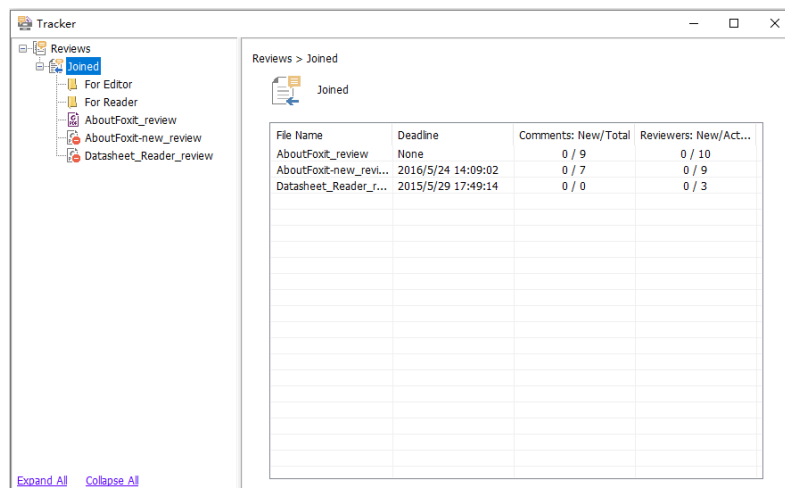 Tracker
Reviews
Joined
For Editor
For Reader
AboutFoxit_review
AboutFoxit-new_review
Datasheet_Reader_review
Expand All Collapse All
Reviews > Joined
Joined
File Name Deadline Comments: New/Total Reviewers: New/Act...
AboutFoxit_review None 0 / 9 0 / 10
AboutFoxit-new_revi... 2016/5/24 14:09:02 0 / 7 0 / 9
Datasheet_Reader_r... 2015/5/29 17:49:14 0 / 0 0 / 3